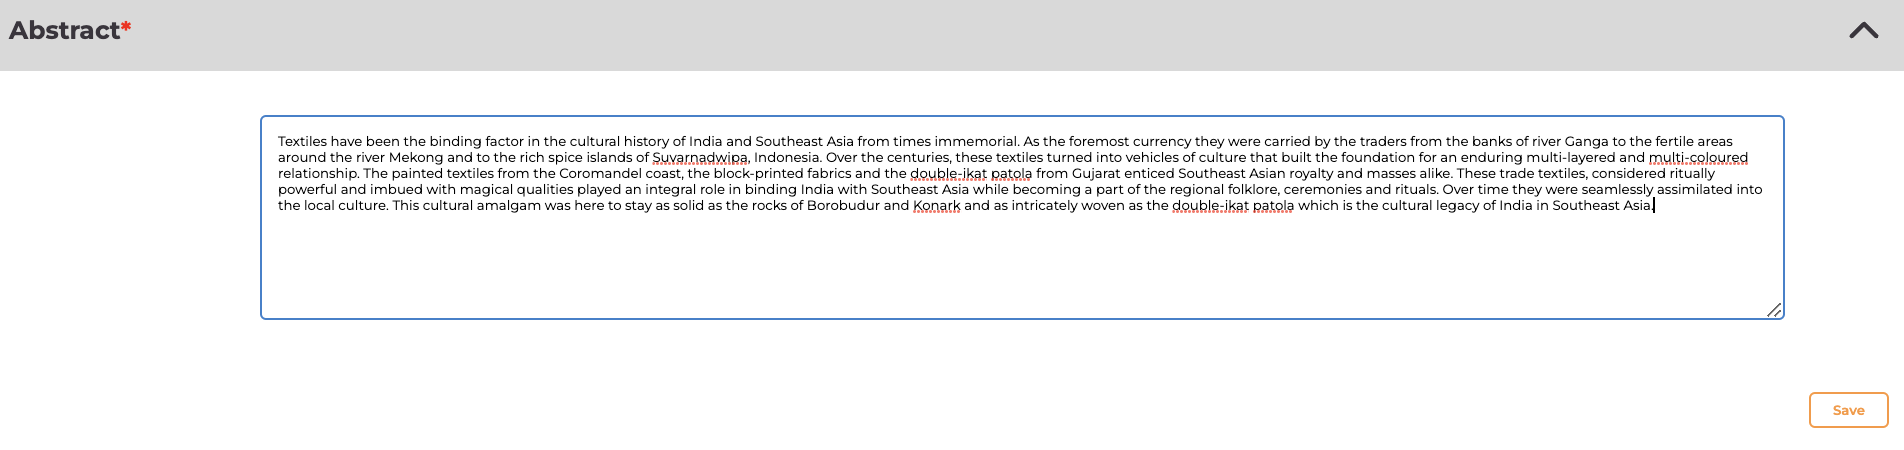 Abstract*
Textiles have been the binding factor in the cultural history of India and Southeast Asia from times immemorial. As the foremost currency they were carried by the traders from the banks of river Ganga to the fertile areas
around the river Mekong and to the rich spice islands of Suvarnadwipa, Indonesia. Over the centuries, these textiles turned into vehicles of culture that built the foundation for an enduring multi-layered and multi-coloured
relationship. The painted textiles from the Coromandel coast, the block-printed fabrics and the double-ikat patola from Gujarat enticed Southeast Asian royalty and masses alike. These trade textiles, considered ritually
powerful and imbued with magical qualities played an integral role in binding India with Southeast Asia while becoming a part of the regional folklore, ceremonies and rituals. Over time they were seamlessly assimilated into
the local culture. This cultural amalgam was here to stay as solid as the rocks of Borobudur and Konark and as intricately woven as the double-ikat patola which is the cultural legacy of India in Southeast Asia.
Save